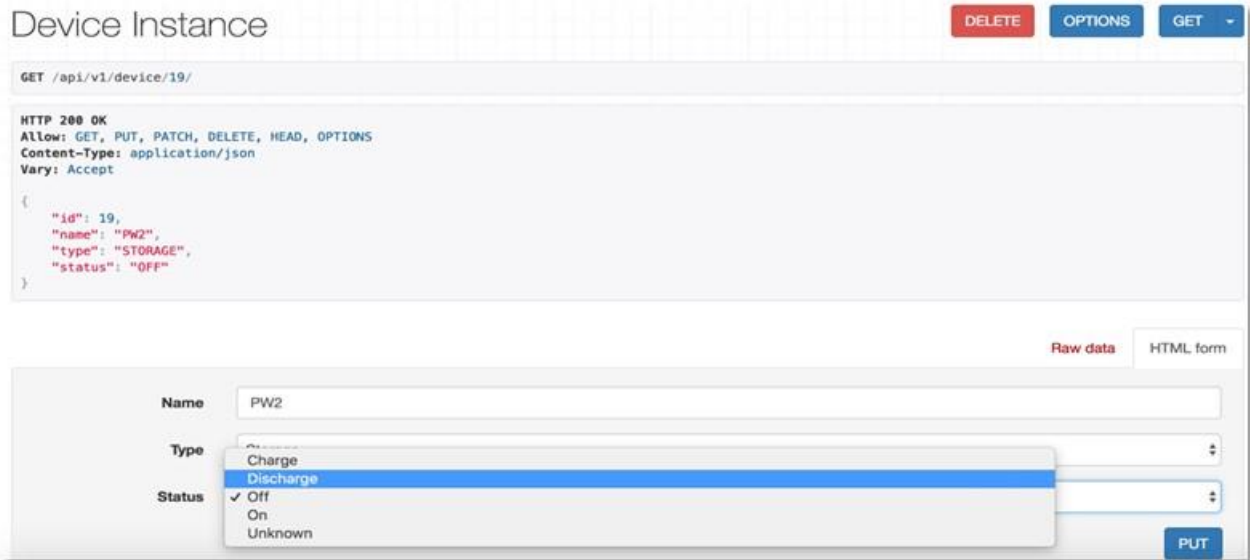 Device Instance
DELETE
OPTIONS
GET
GET /api/v1/device/19/
HTTP 200 OK
Allow: GET, PUT, PATCH, DELETE, HEAD, OPTIONS
Content-Type: application/json
Vary: Accept
{
"id": 19,
"name": "PW2",
"type": "STORAGE",
"status": "OFF"
}
Raw data
HTML form
Name
PW2
Type
Storage
Status
Charge
Discharge
✓ Off
On
Unknown
PUT